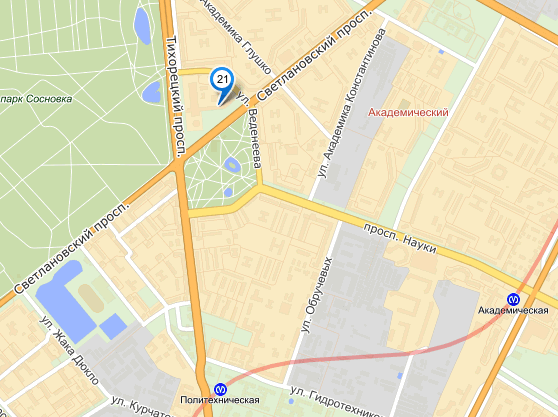 Академика Глушко
Светлановский просп.
Тихорецкий просп.
21
ул. Веденеева
ул. Академика Константинова
парк Сосновка
Академический
Светлановский просп.
просп. Науки
ул. Обручевых
Академическая
ул. Жака Дюкло
Политехническая
ул. Курчат
ул. Гидротехников